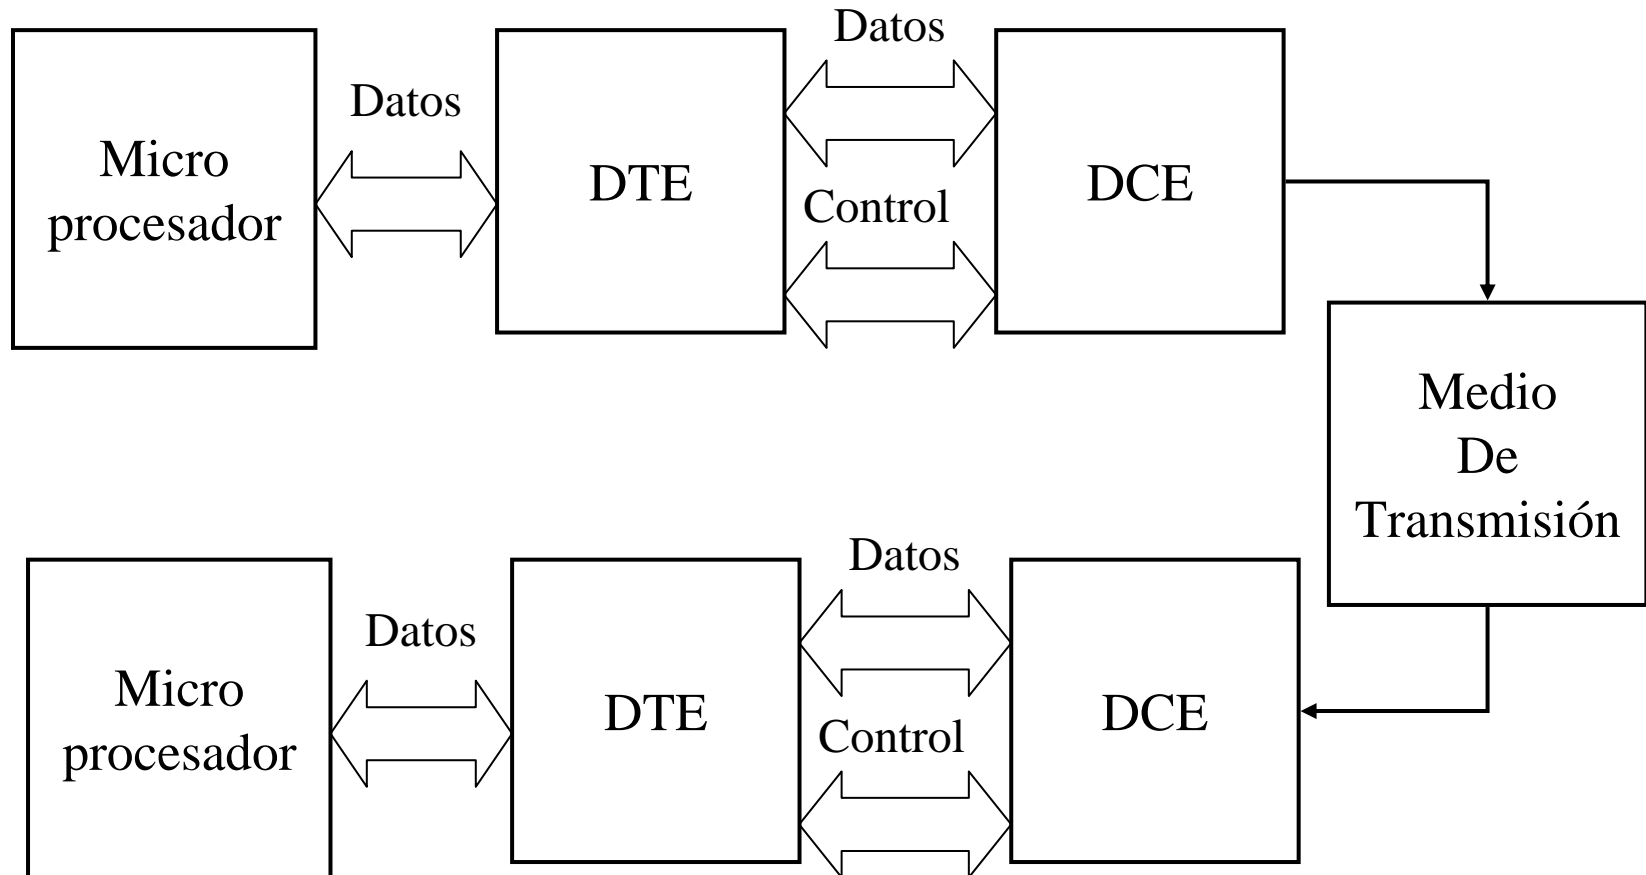 Datos
Datos
Micro
procesador
DTE
DCE
Control
Medio
De
Transmisión
Datos
Datos
Micro
procesador
DTE
DCE
Control